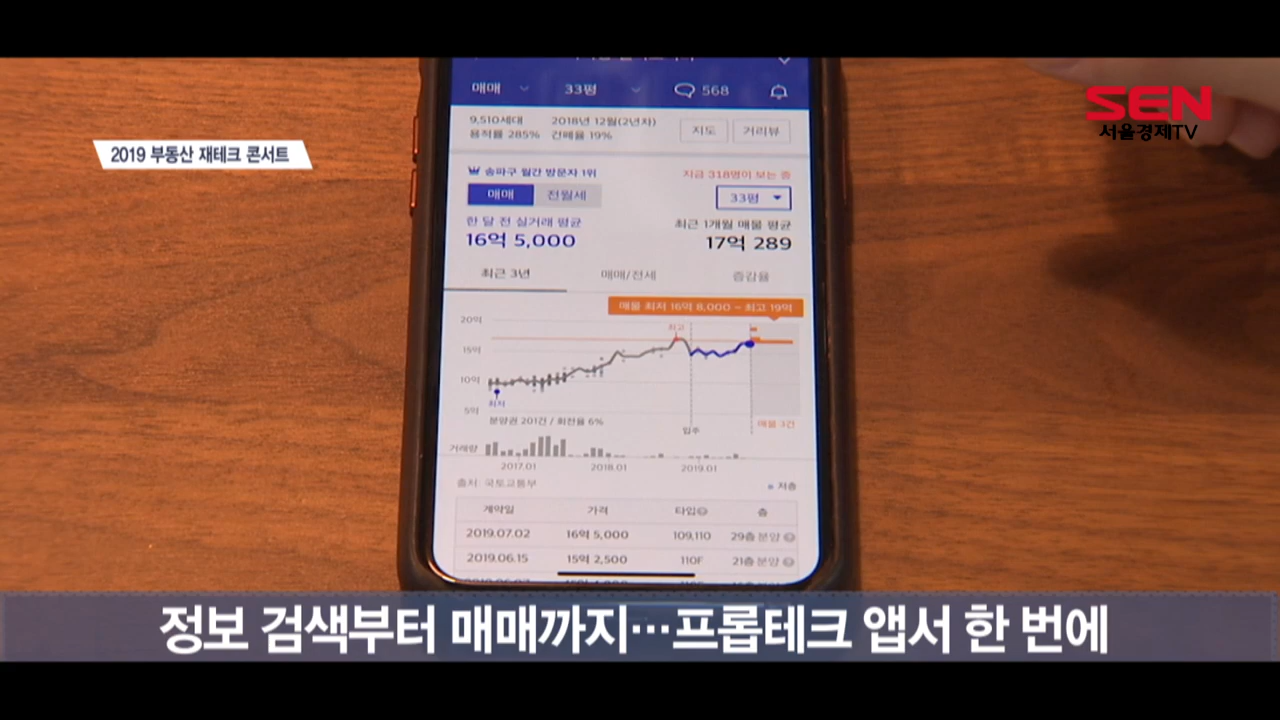 SEN
서울경제TV
2019 부동산 재테크 콘서트
매매 33평 568
9,510세대 2018년 12월(2년차)
용적률 285% 건폐율 19%
지도 거리뷰
송파구 월간 방문자 1위
지금 318명이 보는 중
매매 전월세 33평
한 달 전 실거래 평균
최근 1개월 매물 평균
16억 5,000 17억 289
최근 3년 매매/전세 증감율
매물 최저 16억 8,000 ~ 최고 19억
20억
최고
15억
10억
최저
5억
분양권 201건 / 회전율 6%
입주
매물 3건
거래량
2017.01 2018.01 2019.01
출처: 국토교통부
저층
계약일 가격 타입 층
2019.07.02 16억 5,000 109,110 29층 분양
2019.06.15 15억 2,500 110F 21층 분양
정보 검색부터 매매까지…프롭테크 앱서 한 번에